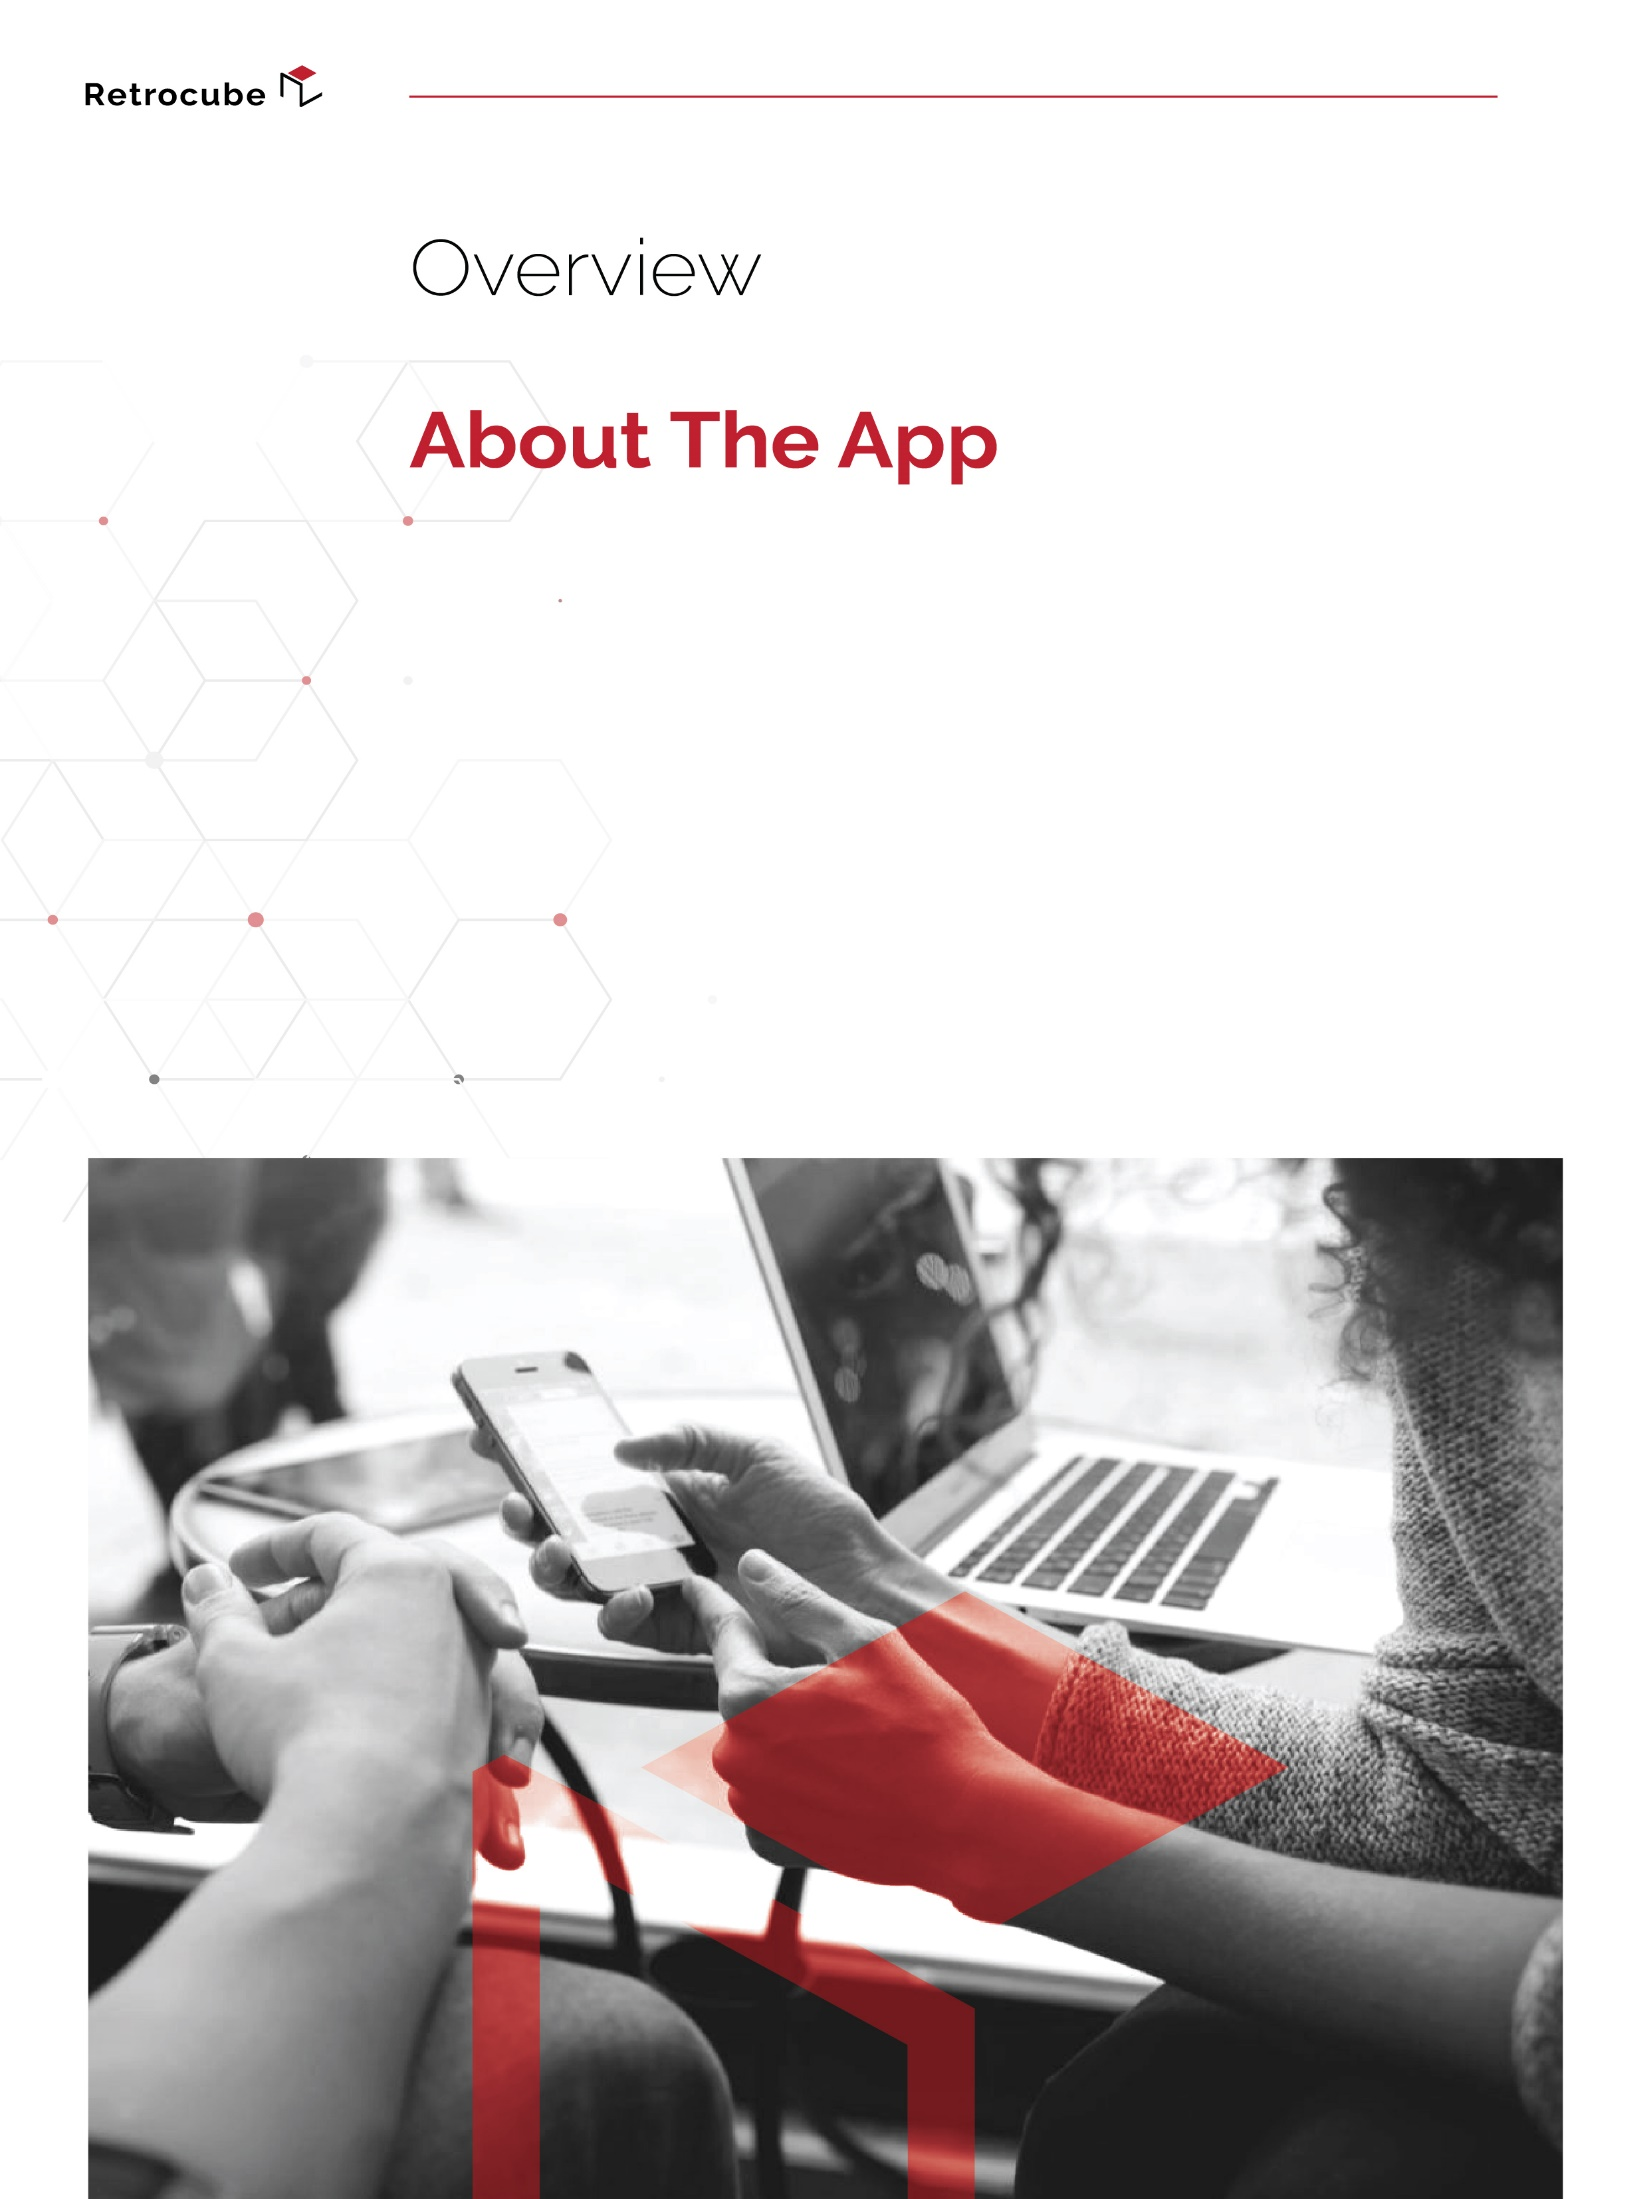 Retrocube
Overview
About The App